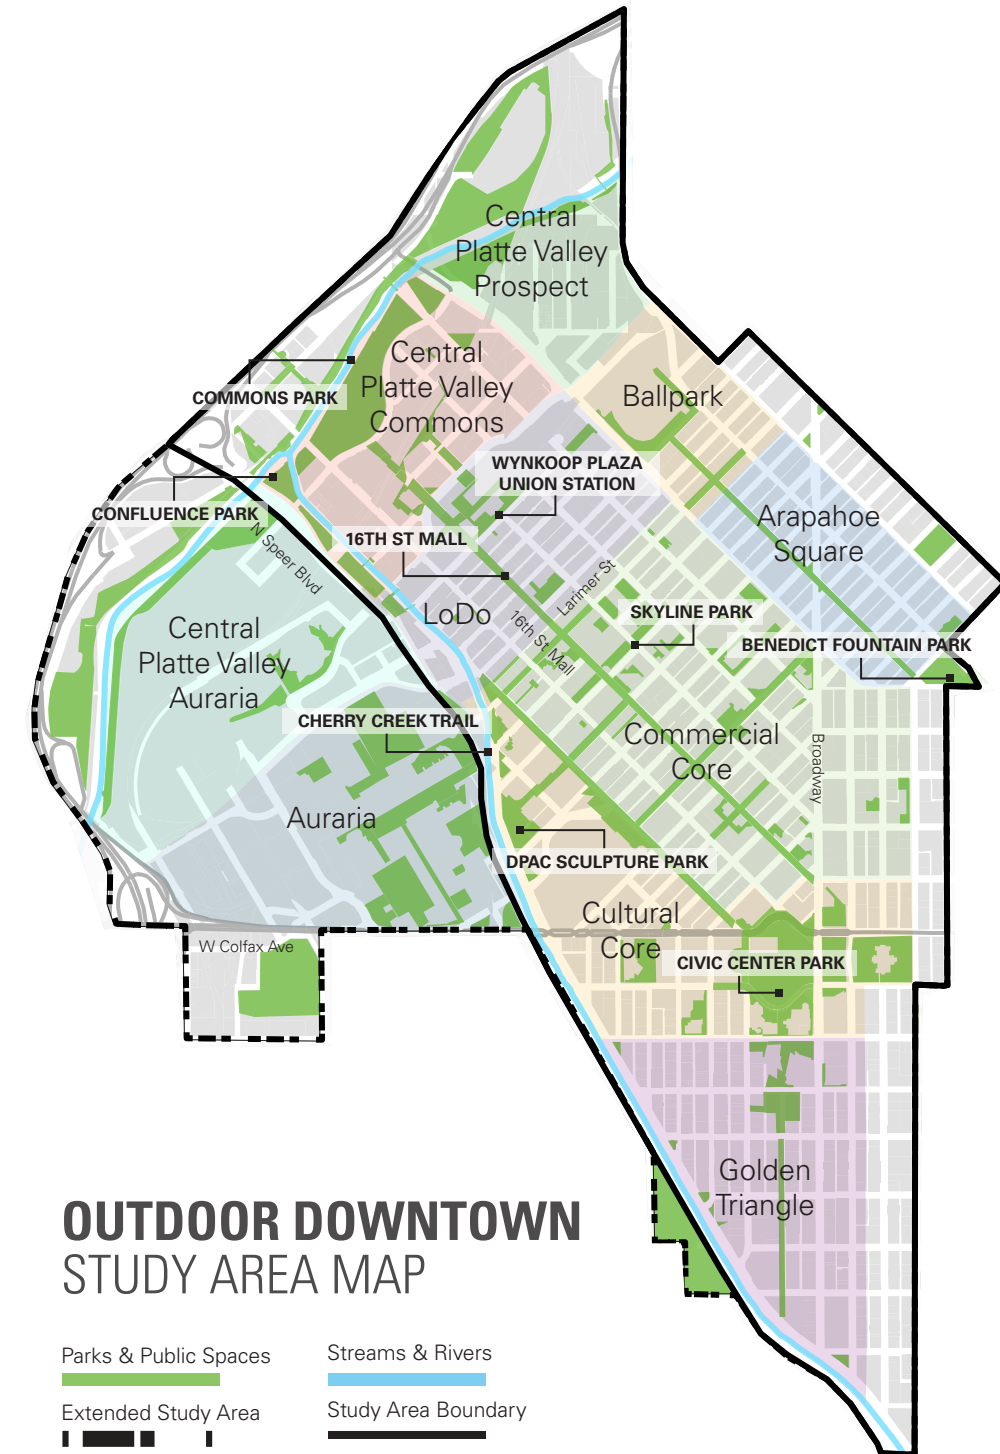 Central
Platte Valley
Prospect
Central
Platte Valley
Commons
Ballpark
COMMONS PARK
WYNKOOP PLAZA
UNION STATION
CONFLUENCE PARK
16TH ST MALL
Arapahoe
Square
N Speer Blvd
Larimer St
LoDo
16th St Mall
SKYLINE PARK
BENEDICT FOUNTAIN PARK
Central
Platte Valley
Auraria
CHERRY CREEK TRAIL
Commercial
Core
Broadway
Auraria
DPAC SCULPTURE PARK
Cultural
Core
W Colfax Ave
CIVIC CENTER PARK
Golden
Triangle
OUTDOOR DOWNTOWN
STUDY AREA MAP
Parks & Public Spaces
Streams & Rivers
Extended Study Area
Study Area Boundary